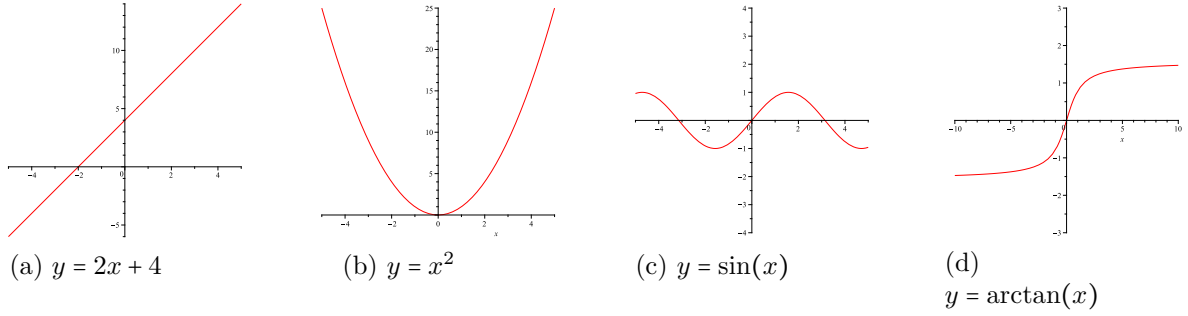 10
5
−4 −2 0 2 4
−5
(a) y = 2x + 4
25
20
15
10
5
−4 −2 0 2 4
x
(b) y = x²
4
3
2
1
−4 −2 0 2 4
−1
−2
−3
−4
(c) y = sin(x)
3
2
1
−10 −5 0 5 10
x
−1
−2
−3
(d)
y = arctan(x)